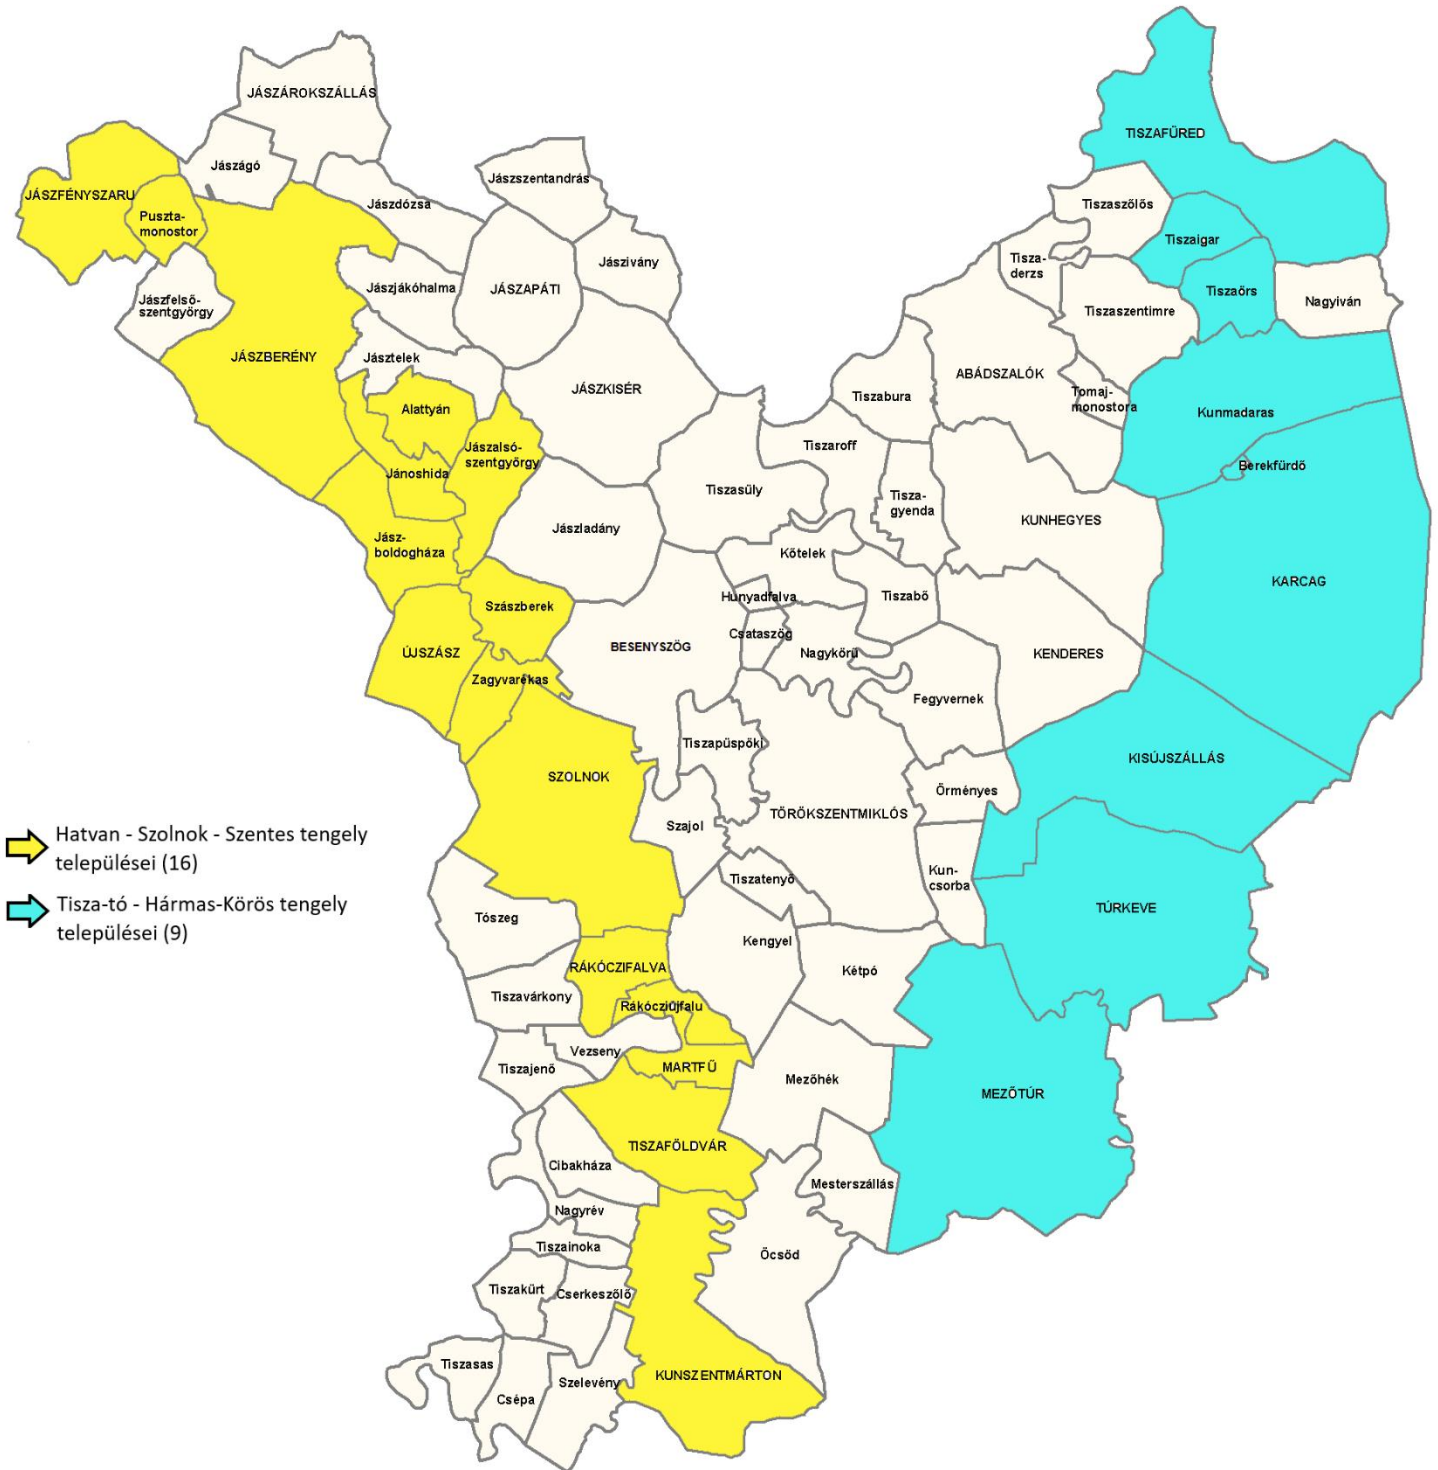 JÁSZÁROKSZÁLLÁS
TISZAFÜRED
Jászágó
Jászszentandrás
JÁSZFÉNYSZARU
Jászdózsa
Tiszaszőlős
Puszta-
monostor
Tiszaigar
Tisza-
derzs
Jászivány
Jászjákóhalma
JÁSZAPÁTI
Tiszaörs
Jászfelső-
szentgyörgy
Tiszaszentimre
Nagyiván
JÁSZBERÉNY
Jásztelek
ABÁDSZALÓK
JÁSZKISÉR
Tiszabura
Tomaj-
monostora
Alattyán
Kunmadaras
Jászalsó-
szentgyörgy
Tiszaroff
Berekfürdő
Jánoshida
Tiszasüly
Tisza-
gyenda
Jászladány
KUNHEGYES
Jász-
boldogháza
Kőtelek
KARCAG
Hunyadfalva
Tiszabő
Szászberek
Csataszög
ÚJSZÁSZ
BESENYSZÖG
Nagykörű
KENDERES
Zagyvarékas
Fegyvernek
Tiszapüspöki
KISÚJSZÁLLÁS
SZOLNOK
Örményes
TÖRÖKSZENTMIKLÓS
Szajol
Hatvan - Szolnok - Szentes tengely
települései (16)
Tiszatenyő
Kun-
csorba
Tisza-tó - Hármas-Körös tengely
települései (9)
TÚRKEVE
Tószeg
Kengyel
RÁKÓCZIFALVA
Kétpó
Tiszavárkony
Rákócziújfalu
Vezseny
Tiszajenő
MARTFŰ
Mezőhék
MEZŐTÚR
TISZAFÖLDVÁR
Cibakháza
Mesterszállás
Nagyrév
Tiszainoka
Öcsöd
Tiszakürt
Cserkeszőlő
Tiszasas
KUNSZENTMÁRTON
Szelevény
Csépa